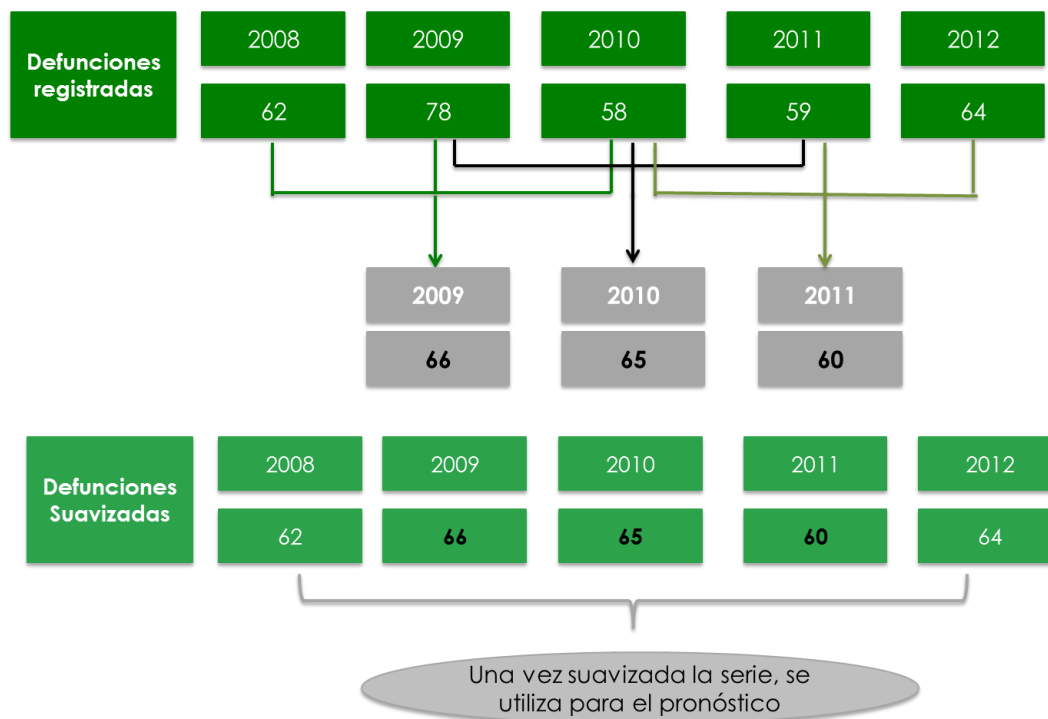 Defunciones
registradas
2008 2009 2010 2011 2012
62 78 58 59 64
2009 2010 2011
66 65 60
Defunciones
Suavizadas
2008 2009 2010 2011 2012
62 66 65 60 64
Una vez suavizada la serie, se
utiliza para el pronóstico